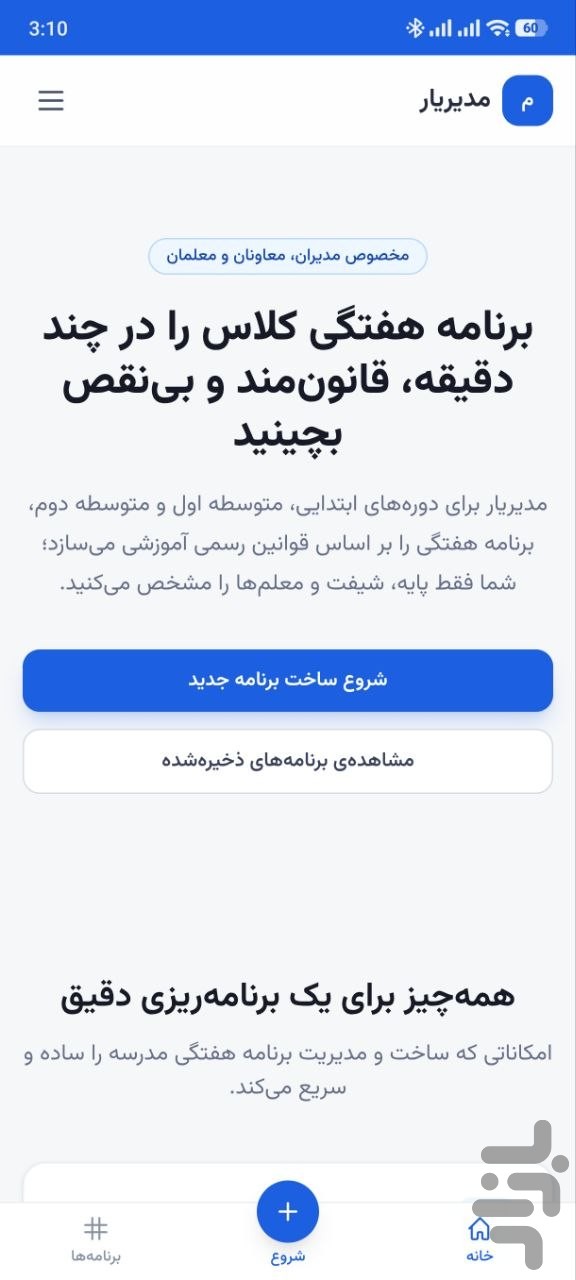 3:10
60
م
مدیریار
مخصوص مدیران، معاونان و معلمان
برنامه هفتگی کلاس را در چند
دقیقه، قانون‌مند و بی‌نقص
بچینید
مدیریار برای دوره‌های ابتدایی، متوسطه اول و متوسطه دوم،
برنامه هفتگی را بر اساس قوانین رسمی آموزشی می‌سازد؛
شما فقط پایه، شیفت و معلم‌ها را مشخص می‌کنید.
شروع ساخت برنامه جدید
مشاهده‌ی برنامه‌های ذخیره‌شده
همه‌چیز برای یک برنامه‌ریزی دقیق
امکاناتی که ساخت و مدیریت برنامه هفتگی مدرسه را ساده و
سریع می‌کند.
خانه
شروع
برنامه‌ها